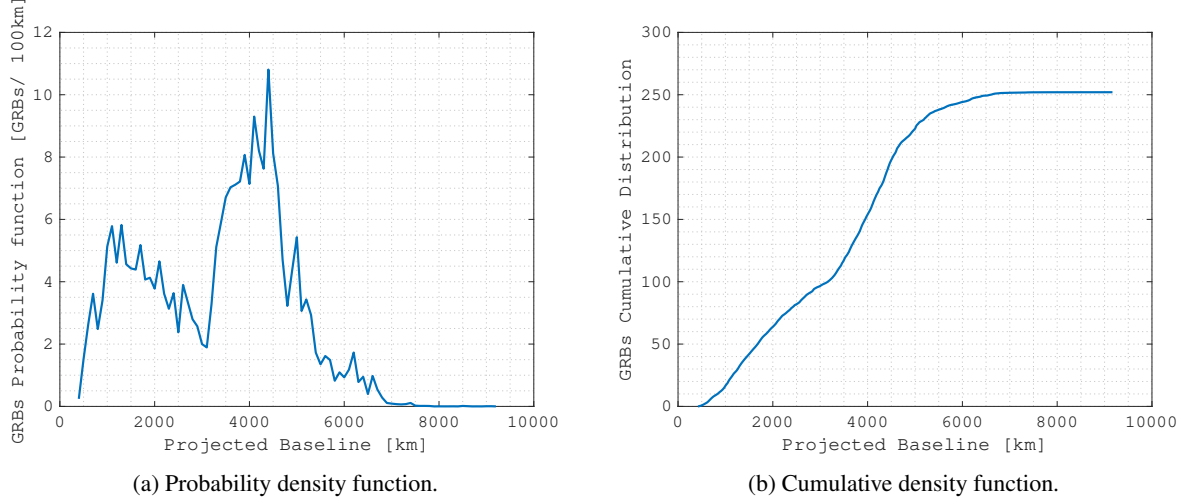 GRBs Probability function [GRBs/ 100km]
12
10
8
6
4
2
0
0 2000 4000 6000 8000 10000
Projected Baseline [km]
(a) Probability density function.
GRBs Cumulative Distribution
300
250
200
150
100
50
0
0 2000 4000 6000 8000 10000
Projected Baseline [km]
(b) Cumulative density function.